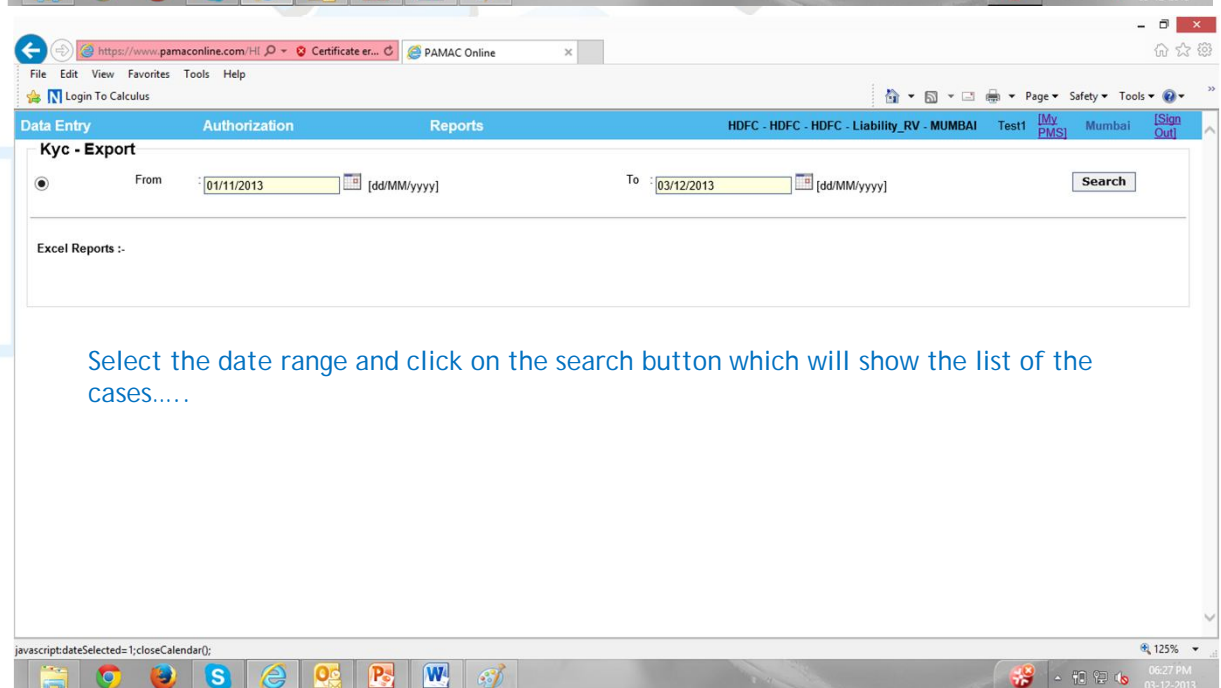 https://www.pamaconline.com/HI Certificate er... PAMAC Online
File Edit View Favorites Tools Help
Login To Calculus Page Safety Tools
Data Entry Authorization Reports HDFC - HDFC - HDFC - Liability_RV - MUMBAI Test1 [My PMS] Mumbai [Sign Out]
Kyc - Export
From : 01/11/2013 [dd/MM/yyyy] To : 03/12/2013 [dd/MM/yyyy] Search
Excel Reports :-
Select the date range and click on the search button which will show the list of the
cases.....
javascript:dateSelected=1;closeCalendar(); 125%
06:27 PM
03-12-2013